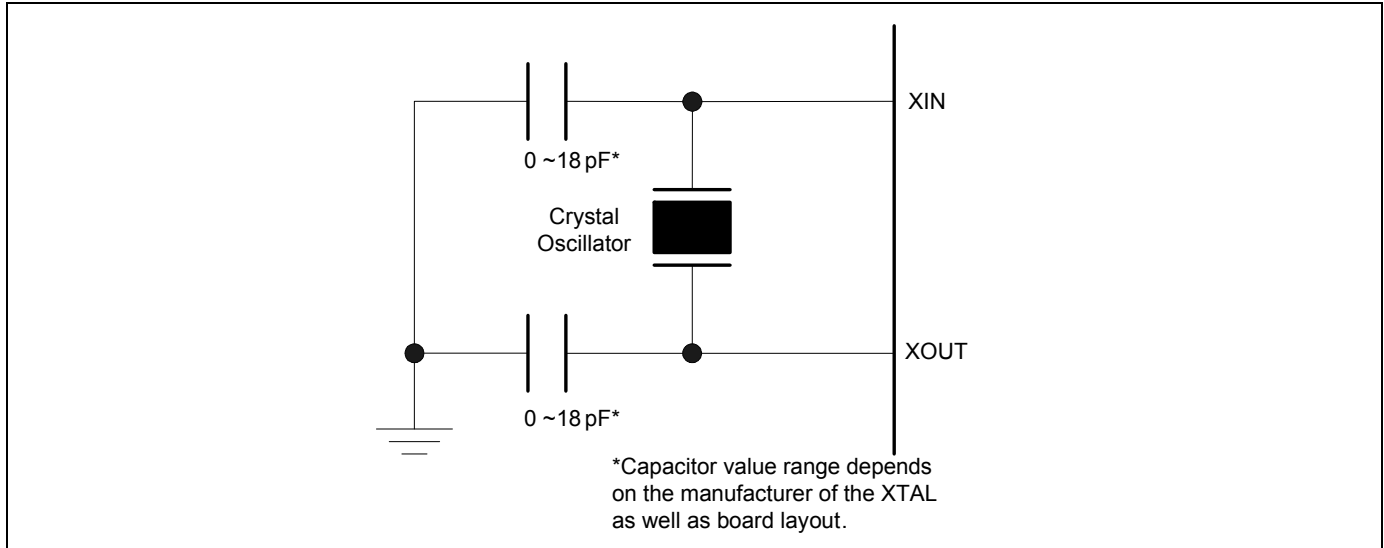 XIN
0 ~18 pF*
Crystal
Oscillator
XOUT
0 ~18 pF*
*Capacitor value range depends
on the manufacturer of the XTAL
as well as board layout.